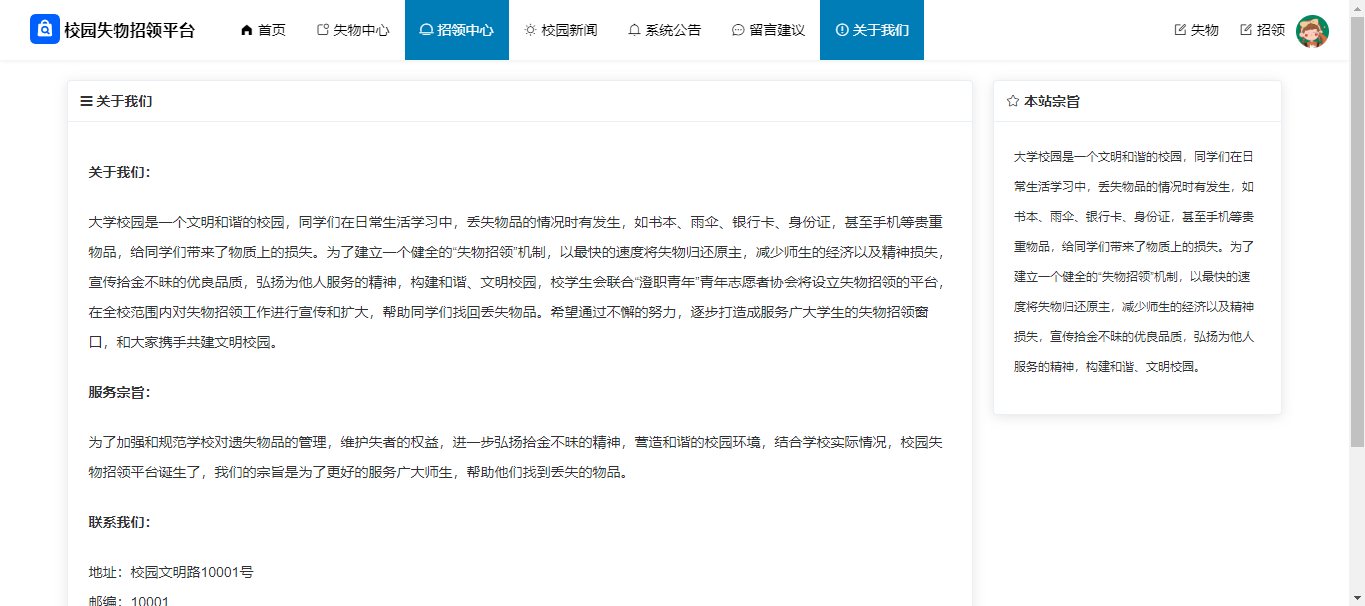 校园失物招领平台 首页 失物中心 招领中心 校园新闻 系统公告 留言建议 关于我们 失物 招领
关于我们
关于我们：
大学校园是一个文明和谐的校园，同学们在日常生活学习中，丢失物品的情况时有发生，如书本、雨伞、银行卡、身份证，甚至手机等贵重
物品，给同学们带来了物质上的损失。为了建立一个健全的“失物招领”机制，以最快的速度将失物归还原主，减少师生的经济以及精神损失，
宣传拾金不昧的优良品质，弘扬为他人服务的精神，构建和谐、文明校园，校学生会联合“澄职青年”青年志愿者协会将设立失物招领的平台，
在全校范围内对失物招领工作进行宣传和扩大，帮助同学们找回丢失物品。希望通过不懈的努力，逐步打造成服务广大学生的失物招领窗
口，和大家携手共建文明校园。
服务宗旨：
为了加强和规范学校对遗失物品的管理，维护失者的权益，进一步弘扬拾金不昧的精神，营造和谐的校园环境，结合学校实际情况，校园失
物招领平台诞生了，我们的宗旨是为了更好的服务广大师生，帮助他们找到丢失的物品。
联系我们：
地址：校园文明路10001号
邮编：10001
本站宗旨
大学校园是一个文明和谐的校园，同学们在日
常生活学习中，丢失物品的情况时有发生，如
书本、雨伞、银行卡、身份证，甚至手机等贵
重物品，给同学们带来了物质上的损失。为了
建立一个健全的“失物招领”机制，以最快的速
度将失物归还原主，减少师生的经济以及精神
损失，宣传拾金不昧的优良品质，弘扬为他人
服务的精神，构建和谐、文明校园。